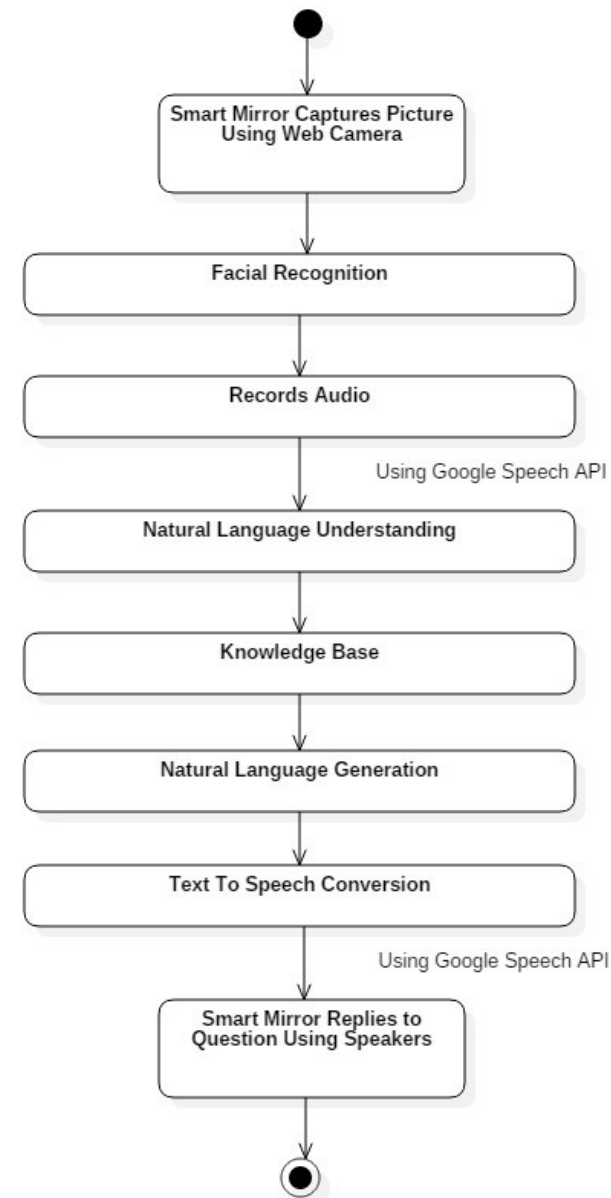 Smart Mirror Captures Picture
Using Web Camera
Facial Recognition
Records Audio
Using Google Speech API
Natural Language Understanding
Knowledge Base
Natural Language Generation
Text To Speech Conversion
Using Google Speech API
Smart Mirror Replies to
Question Using Speakers